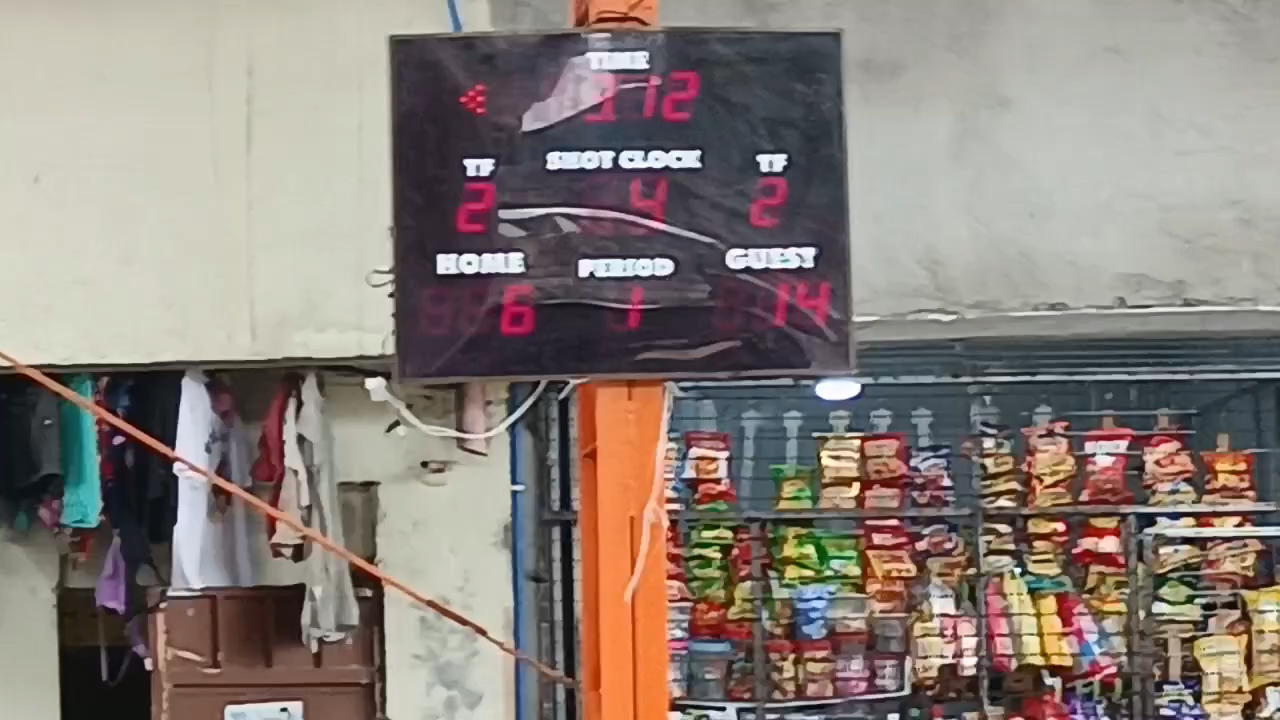 TIME
12
TF SHOT CLOCK TF
2 4 2
HOME PERIOD GUEST
6 1 14